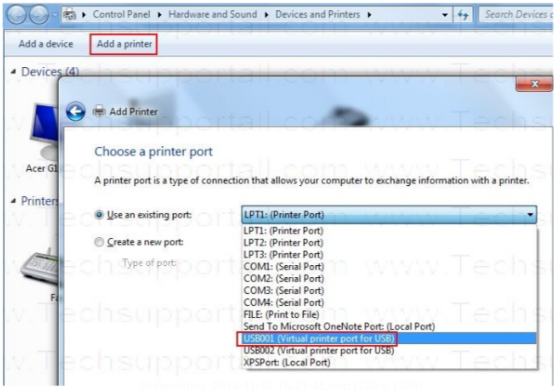 Control Panel ▸ Hardware and Sound ▸ Devices and Printers ▸
Search Devices
Add a device
Add a printer
Devices (4)
Add Printer
Choose a printer port
A printer port is a type of connection that allows your computer to exchange information with a printer.
Acer G1
Printers
Use an existing port:
LPT1: (Printer Port)
LPT1: (Printer Port)
Create a new port:
LPT2: (Printer Port)
LPT3: (Printer Port)
Type of port:
COM1: (Serial Port)
COM2: (Serial Port)
COM3: (Serial Port)
COM4: (Serial Port)
Fa
FILE: (Print to File)
Send To Microsoft OneNote Port: (Local Port)
USB001 (Virtual printer port for USB)
USB002 (Virtual printer port for USB)
XPSPort: (Local Port)